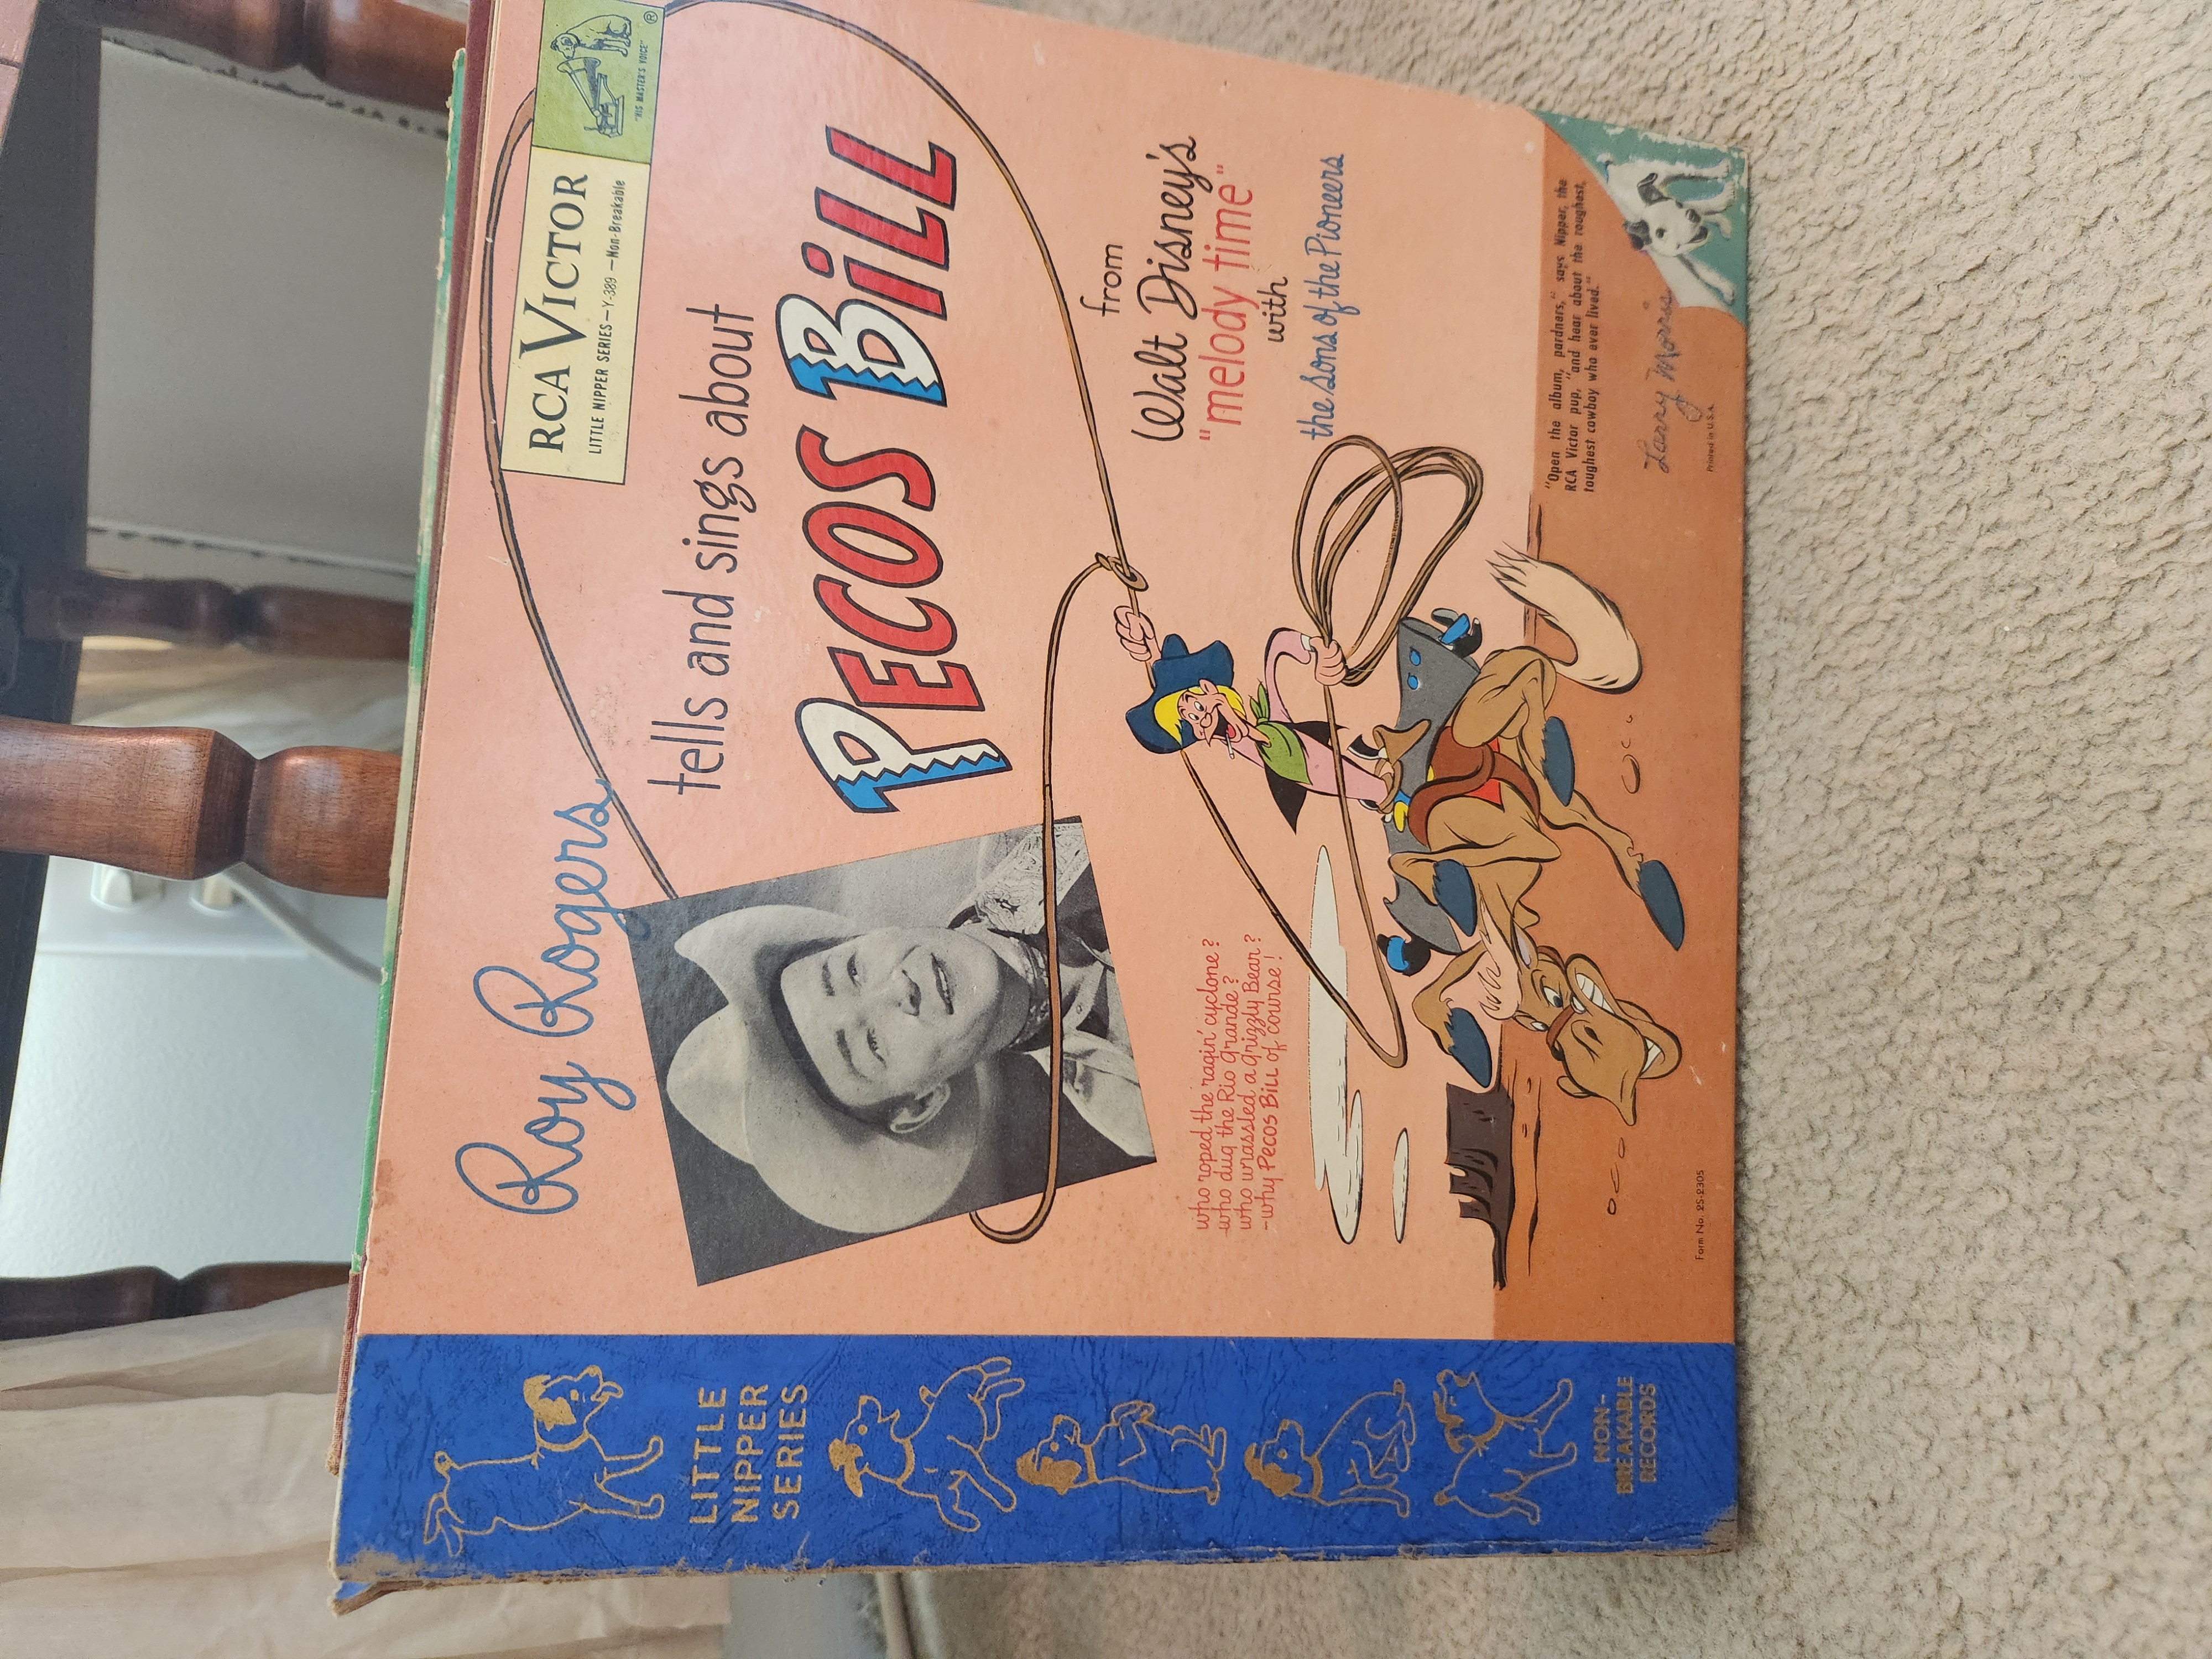 Roy Rogers
RCA VICTOR
LITTLE NIPPER SERIES—Y-389—Non-Breakable
"HIS MASTER'S VOICE"
®
tells and sings about
PECOS BILL
from
Walt Disney's
"melody time"
with
the Sons of the Pioneers
who roped the ragin' cyclone?
who dug the Rio Grande?
who wrassled a Grizzly Bear?
-why Pecos Bill of course!
"Open the album, pardners," says Nipper, the
RCA Victor pup, "and hear about the roughest,
toughest cowboy who ever lived."
Larry Morris
Printed in U.S.A.
Form No. 2S-2305
LITTLE
NIPPER
SERIES
NON-
BREAKABLE
RECORDS